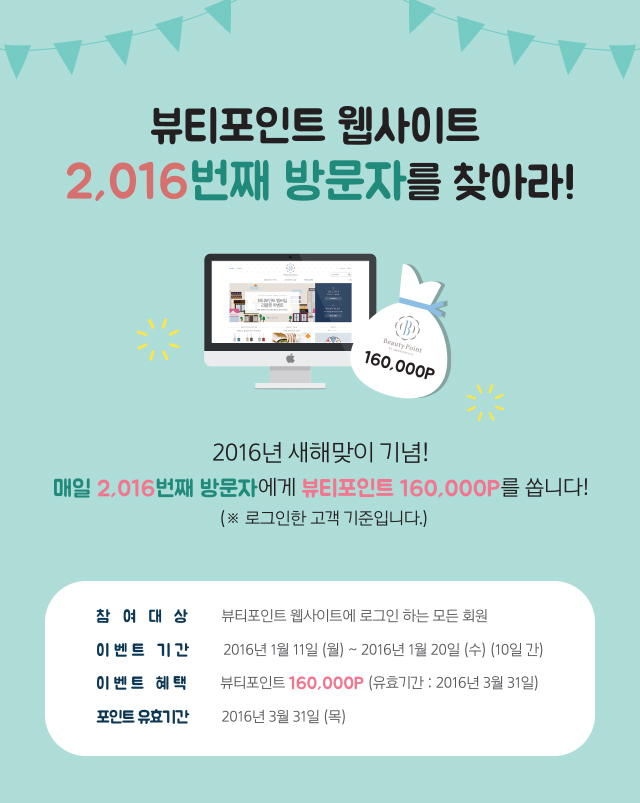 뷰티포인트 웹사이트
2,016번째 방문자를 찾아라!
Beauty Point
160,000P
2016년 새해맞이 기념!
매일 2,016번째 방문자에게 뷰티포인트 160,000P를 쏩니다!
(※ 로그인한 고객 기준입니다.)
참 여 대 상 뷰티포인트 웹사이트에 로그인 하는 모든 회원
이 벤 트 기 간 2016년 1월 11일 (월) ~ 2016년 1월 20일 (수) (10일 간)
이 벤 트 혜 택 뷰티포인트 160,000P (유효기간 : 2016년 3월 31일)
포인트 유효기간 2016년 3월 31일 (목)